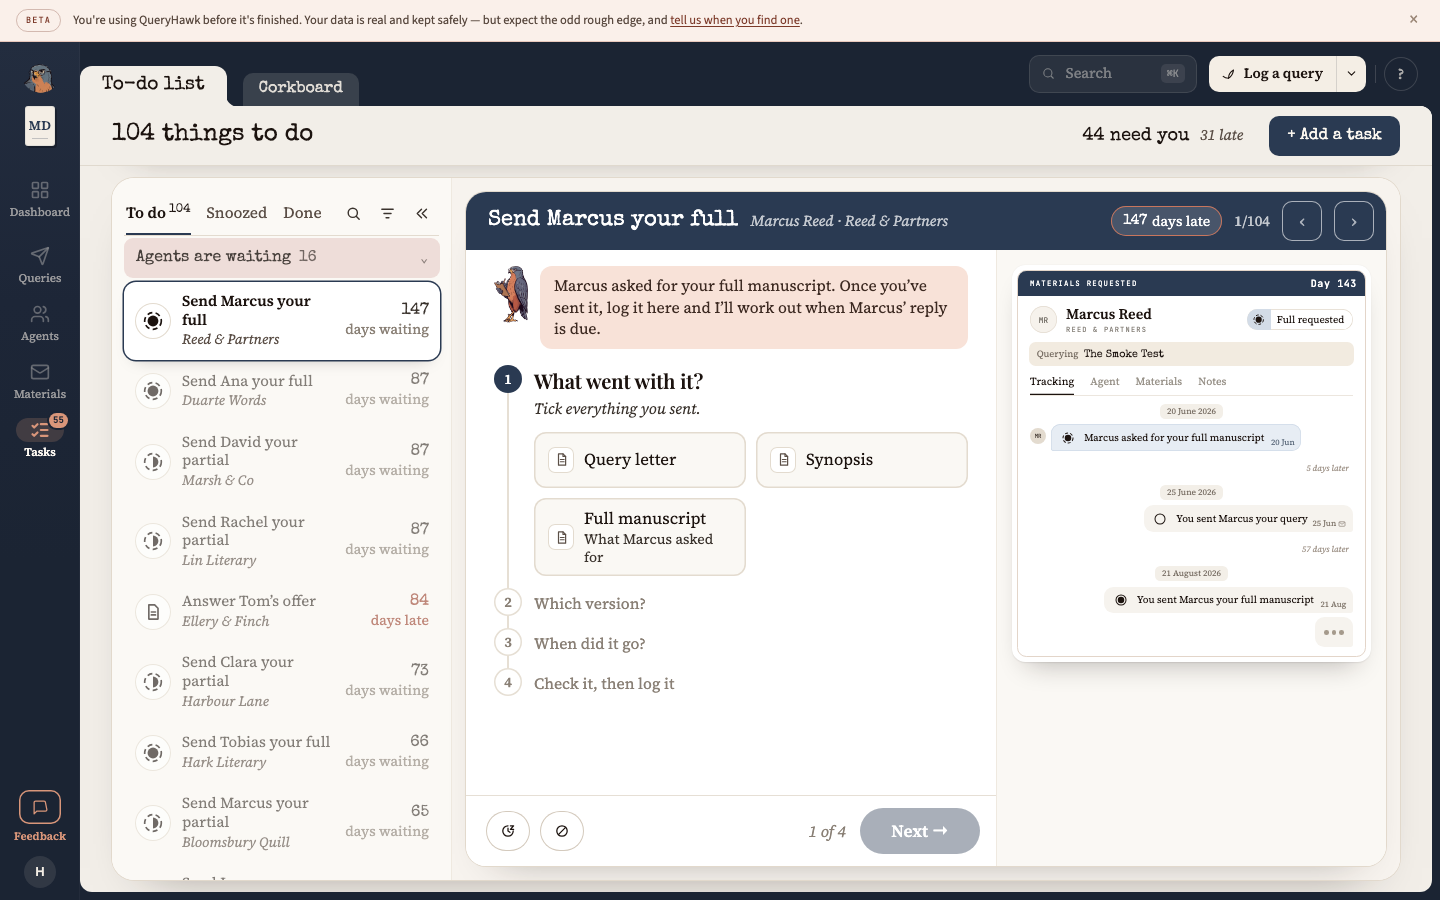 BETA
You're using QueryHawk before it's finished. Your data is real and kept safely — but expect the odd rough edge, and tell us when you find one.
×
To-do list
Corkboard
Search
⌘K
Log a query
?
MD
104 things to do
44 need you
31 late
+ Add a task
Dashboard
Queries
Agents
Materials
55
Tasks
Feedback
H
To do 104
Snoozed
Done
Agents are waiting 16
Send Marcus your
full
Reed & Partners
147
days waiting
Send Ana your full
Duarte Words
87
days waiting
Send David your
partial
Marsh & Co
87
days waiting
Send Rachel your
partial
Lin Literary
87
days waiting
Answer Tom's offer
Ellery & Finch
84
days late
Send Clara your
partial
Harbour Lane
73
days waiting
Send Tobias your full
Hark Literary
66
days waiting
Send Marcus your
partial
Bloomsbury Quill
65
days waiting
Send Marcus your full
Marcus Reed · Reed & Partners
147 days late
1/104
Marcus asked for your full manuscript. Once you've
sent it, log it here and I'll work out when Marcus' reply
is due.
1
What went with it?
Tick everything you sent.
Query letter
Synopsis
Full manuscript
What Marcus asked
for
2
Which version?
3
When did it go?
4
Check it, then log it
1 of 4
Next →
MATERIALS REQUESTED
Day 143
MR
Marcus Reed
REED & PARTNERS
Full requested
Querying The Smoke Test
Tracking
Agent
Materials
Notes
20 June 2026
MR
Marcus asked for your full manuscript
20 Jun
5 days later
25 June 2026
You sent Marcus your query
25 Jun
57 days later
21 August 2026
You sent Marcus your full manuscript
21 Aug